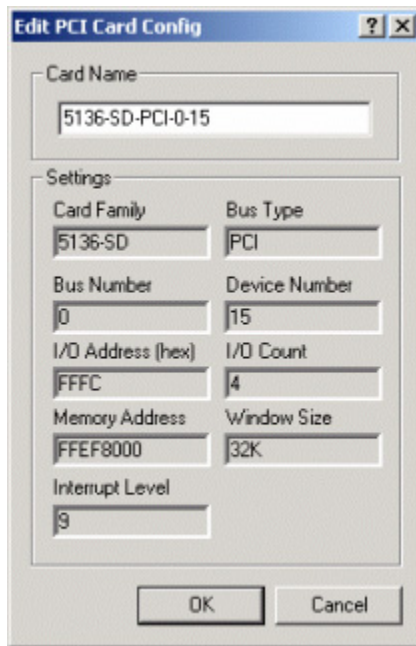 Edit PCI Card Config
Card Name
5136-SD-PCI-0-15
Settings
Card Family Bus Type
5136-SD PCI
Bus Number Device Number
0 15
I/O Address (hex) I/O Count
FFFC 4
Memory Address Window Size
FFEF8000 32K
Interrupt Level
9
OK Cancel